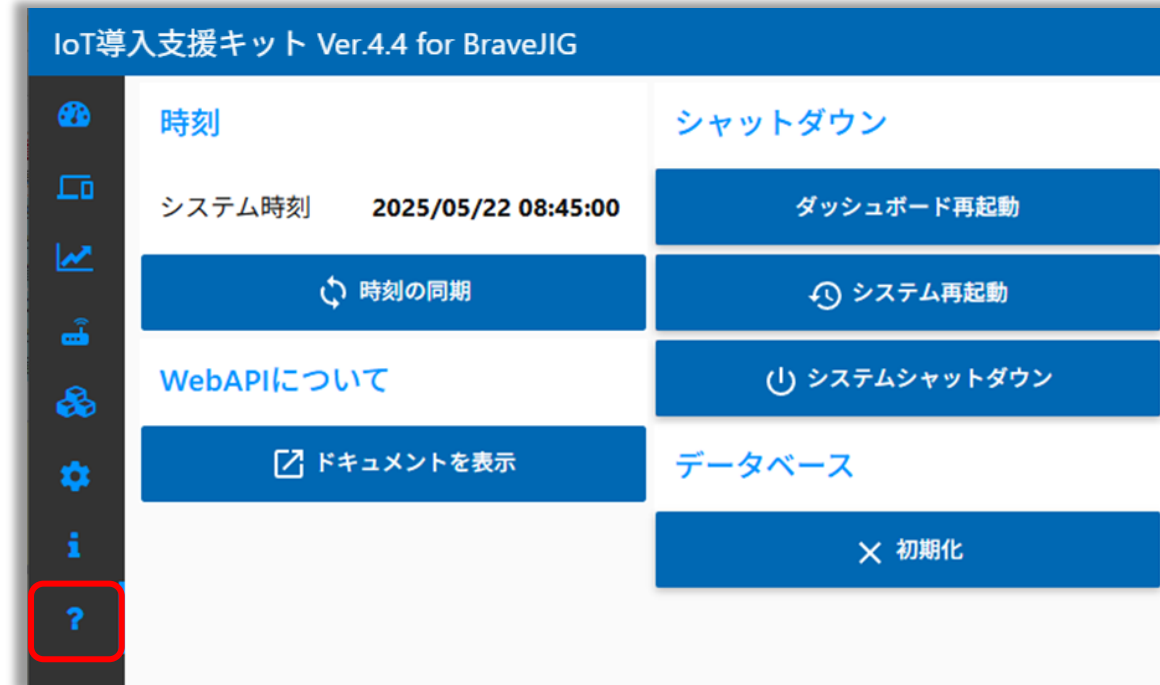 IoT導入支援キット Ver.4.4 for BraveJIG
時刻
システム時刻 2025/05/22 08:45:00
時刻の同期
WebAPIについて
ドキュメントを表示
シャットダウン
ダッシュボード再起動
システム再起動
システムシャットダウン
データベース
初期化